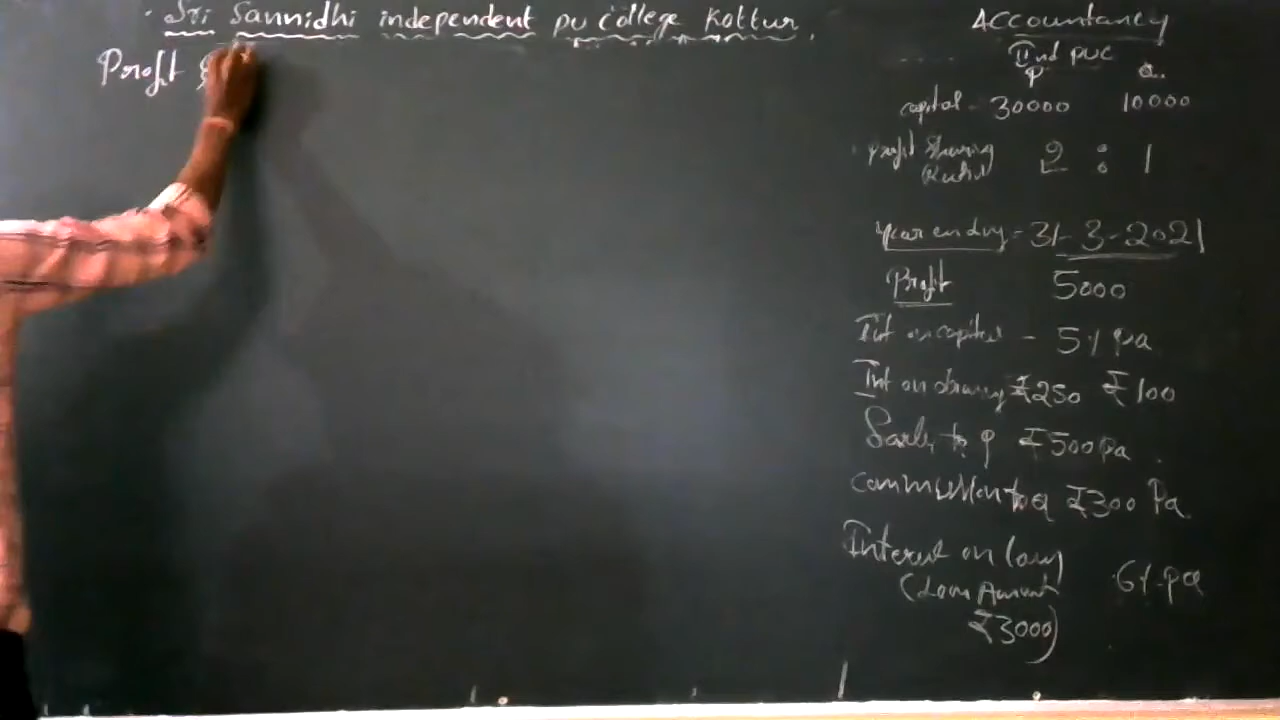 Sri Sannidhi independent pu College Kottur.
Profit &
Accountancy
IInd PUC
P Q
capital - 30000 10000
Profit Sharing
Ratio 2 : 1
Year ending - 31-3-2021
Profit 5000
Int on capital - 5% pa
Int on drawing ₹250 ₹100
Salary to P ₹500 pa
Commission to Q ₹300 Pa
Interest on loan
(Loan Amount 6% pa
₹3000)